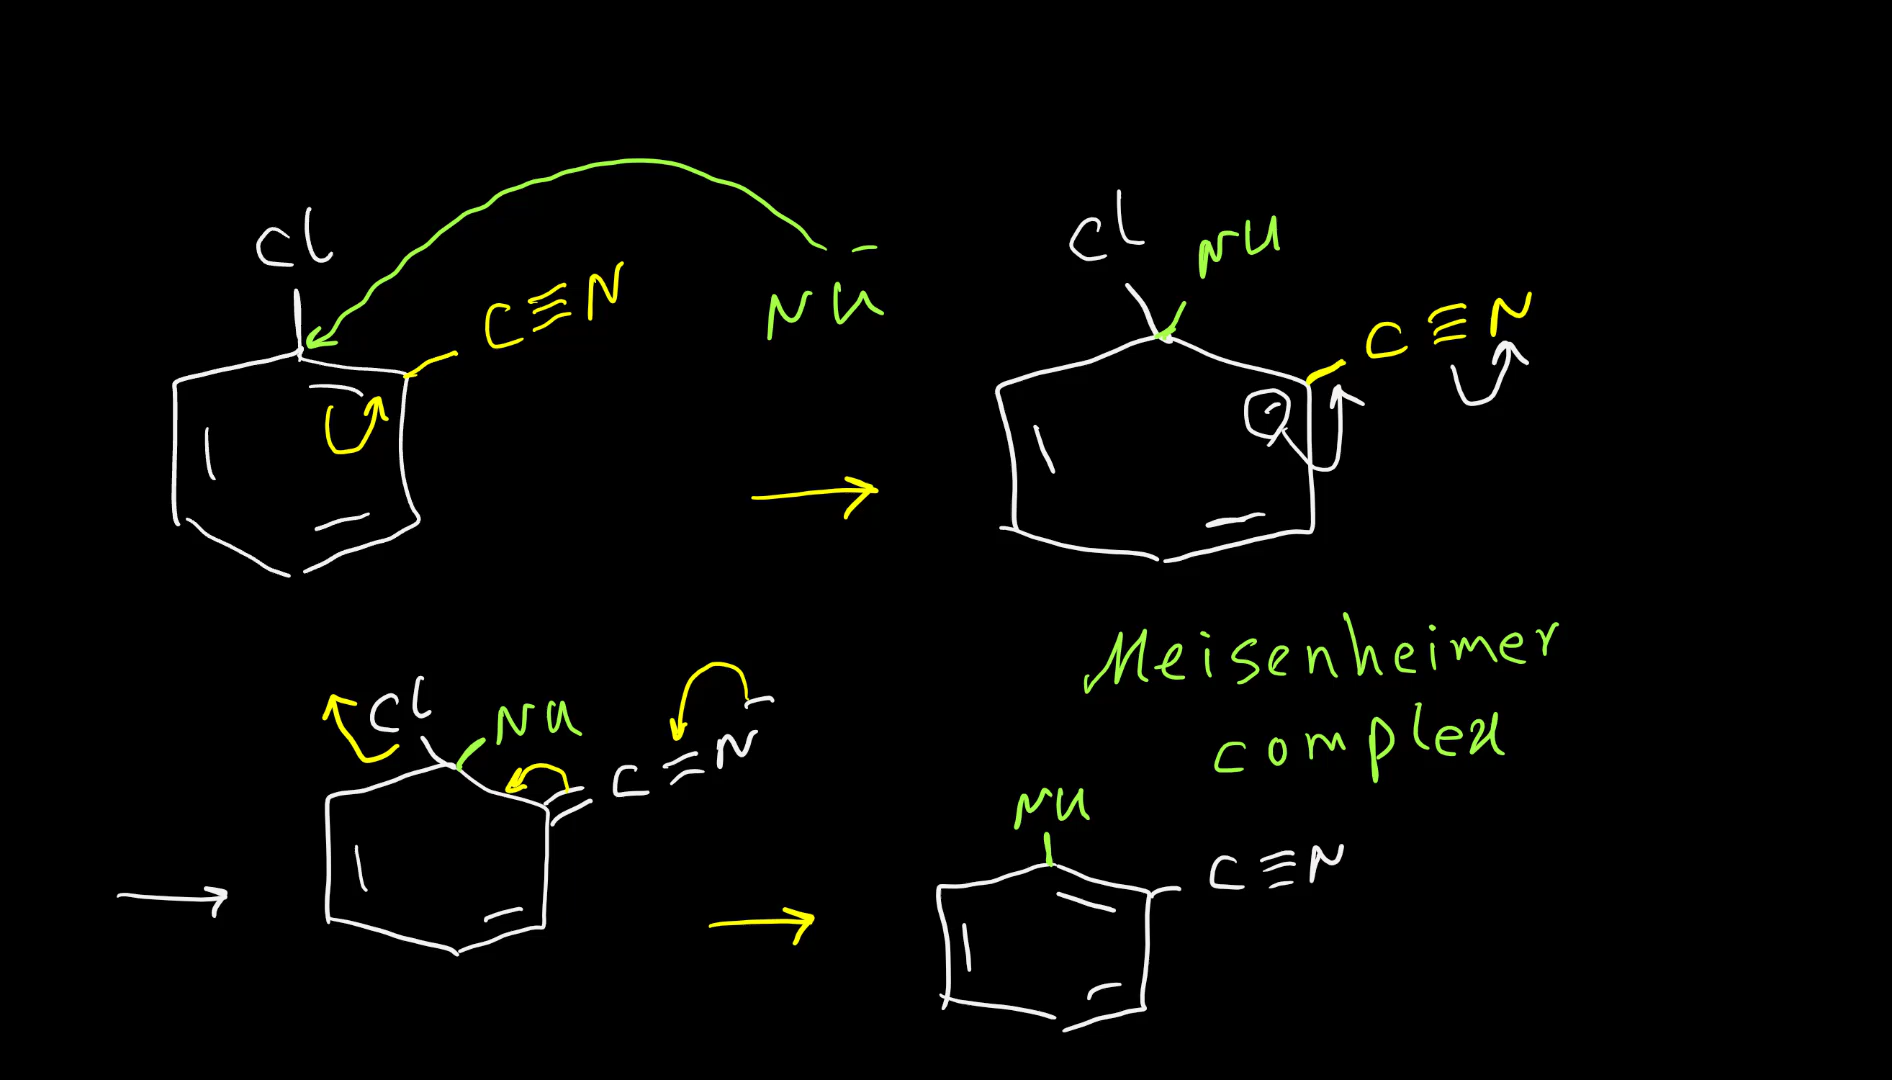 Cl
C≡N
Nu⁻
Cl
Nu
C≡N
Meisenheimer
complex
Cl
Nu
C≡N⁻
Nu
C≡N